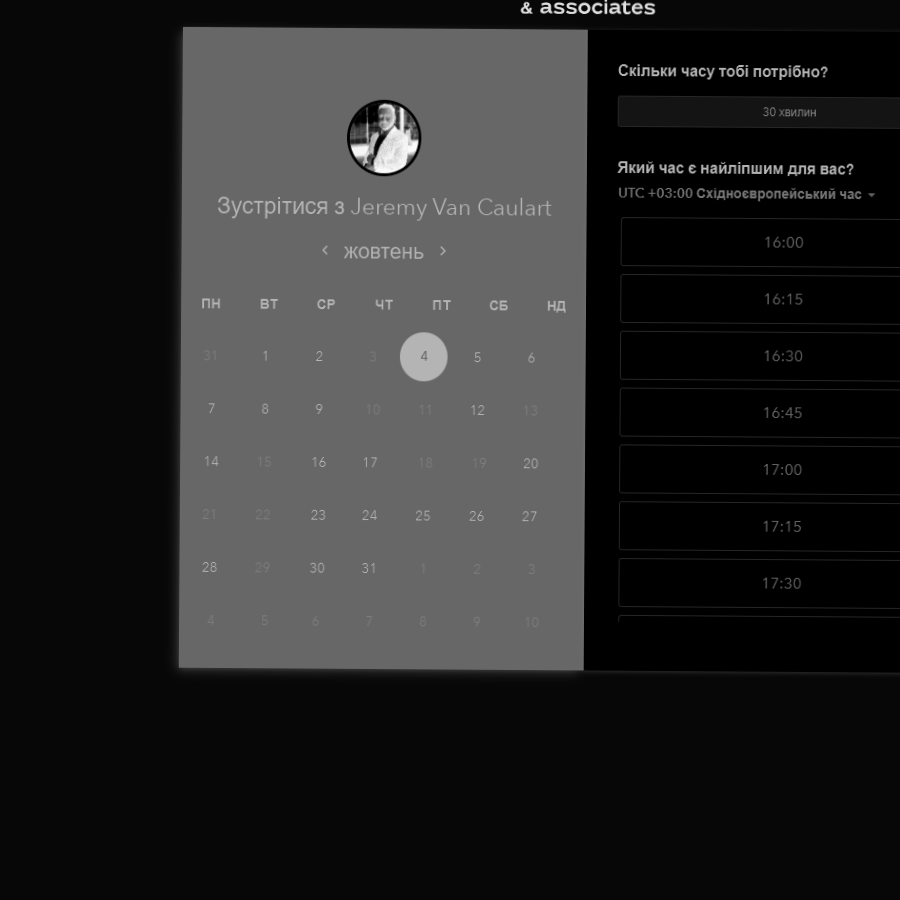 & associates
Зустрітися з Jeremy Van Caulart
‹ жовтень ›
ПН ВТ СР ЧТ ПТ СБ НД
31 1 2 3 4 5 6
7 8 9 10 11 12 13
14 15 16 17 18 19 20
21 22 23 24 25 26 27
28 29 30 31 1 2 3
4 5 6 7 8 9 10
Скільки часу тобі потрібно?
30 хвилин
Який час є найліпшим для вас?
UTC +03:00 Східноєвропейський час
16:00
16:15
16:30
16:45
17:00
17:15
17:30